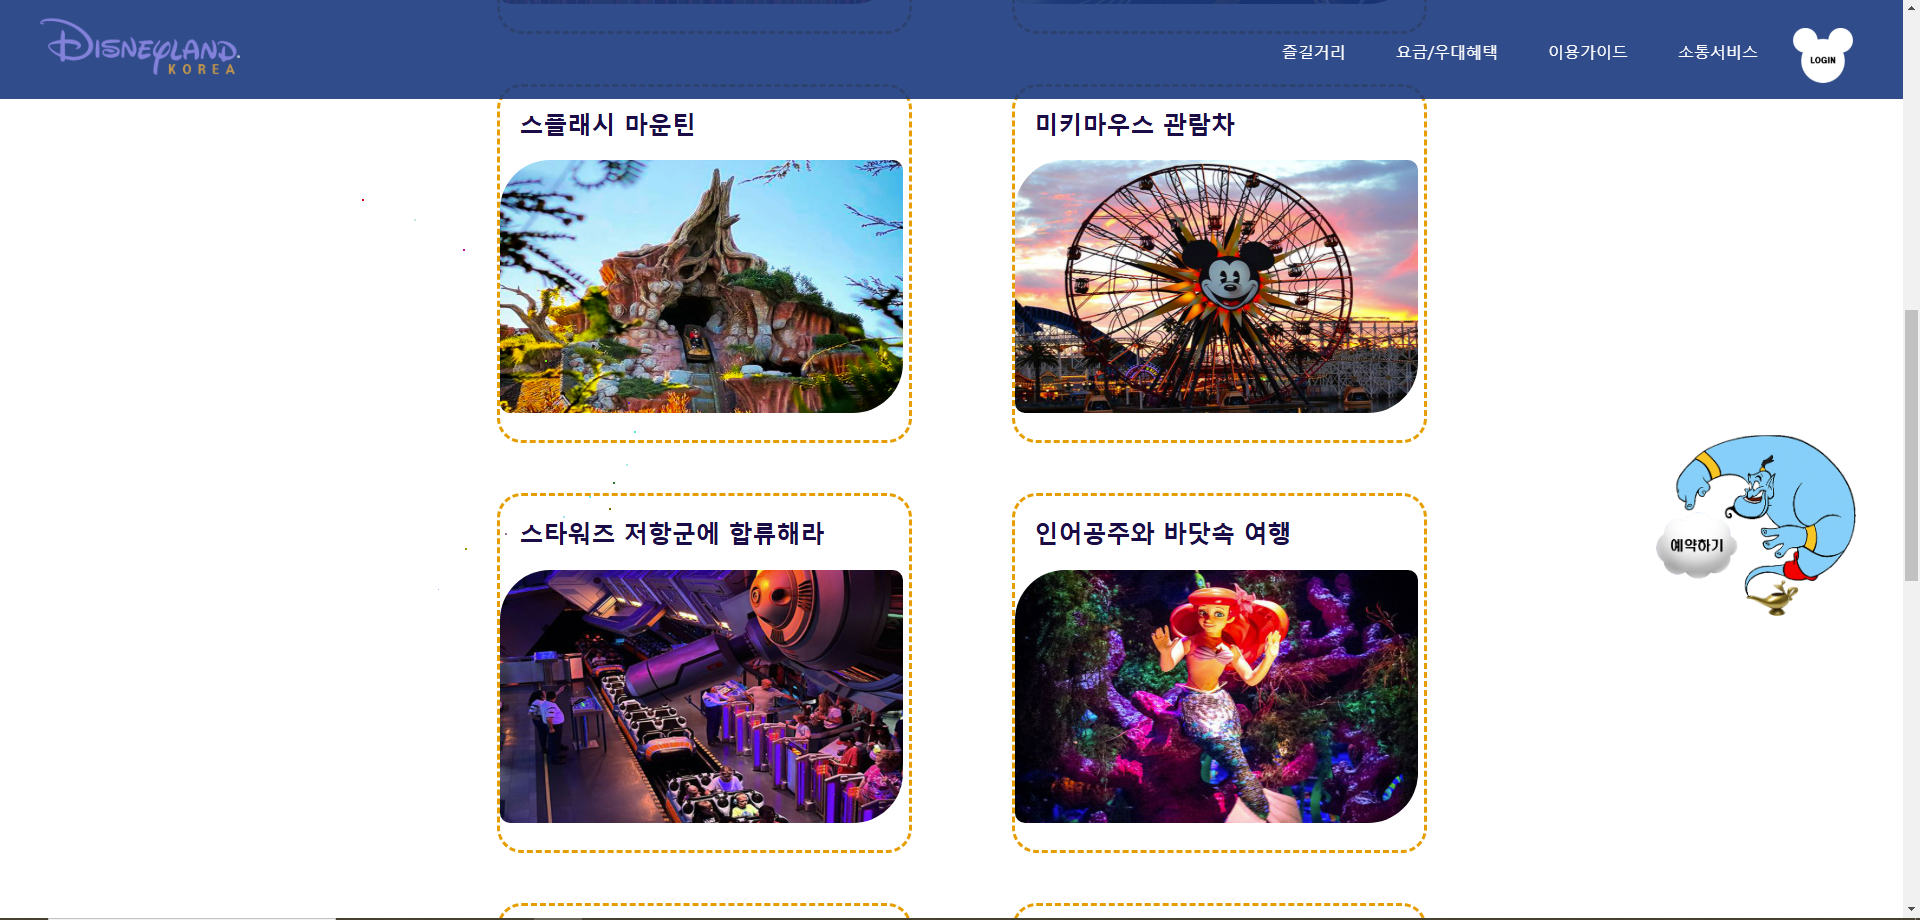 DISNEYLAND.
KOREA
즐길거리
요금/우대혜택
이용가이드
소통서비스
LOGIN
스플래시 마운틴
미키마우스 관람차
스타워즈 저항군에 합류해라
인어공주와 바닷속 여행
예약하기